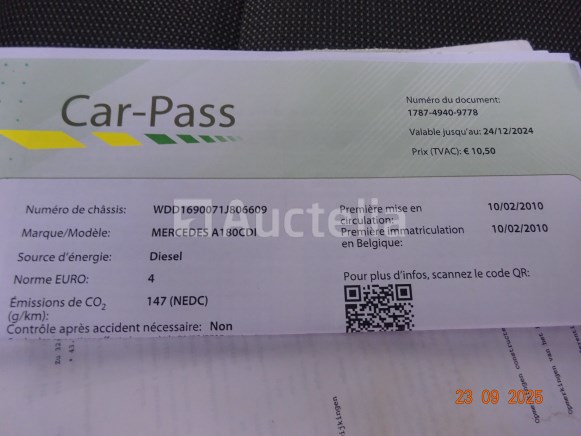 Car-Pass
Numéro du document:
1787-4940-9778
Valable jusqu'au: 24/12/2024
Prix (TVAC): € 10,50
Numéro de châssis: WDD1690071J806609
Marque/Modèle: MERCEDES A180CDI
Source d'énergie: Diesel
Norme EURO: 4
Émissions de CO2 147 (NEDC)
(g/km):
Contrôle après accident nécessaire: Non
Première mise en 10/02/2010
circulation:
Première immatriculation 10/02/2010
en Belgique:
Pour plus d'infos, scannez le code QR:
Auctelia
23 09 2025